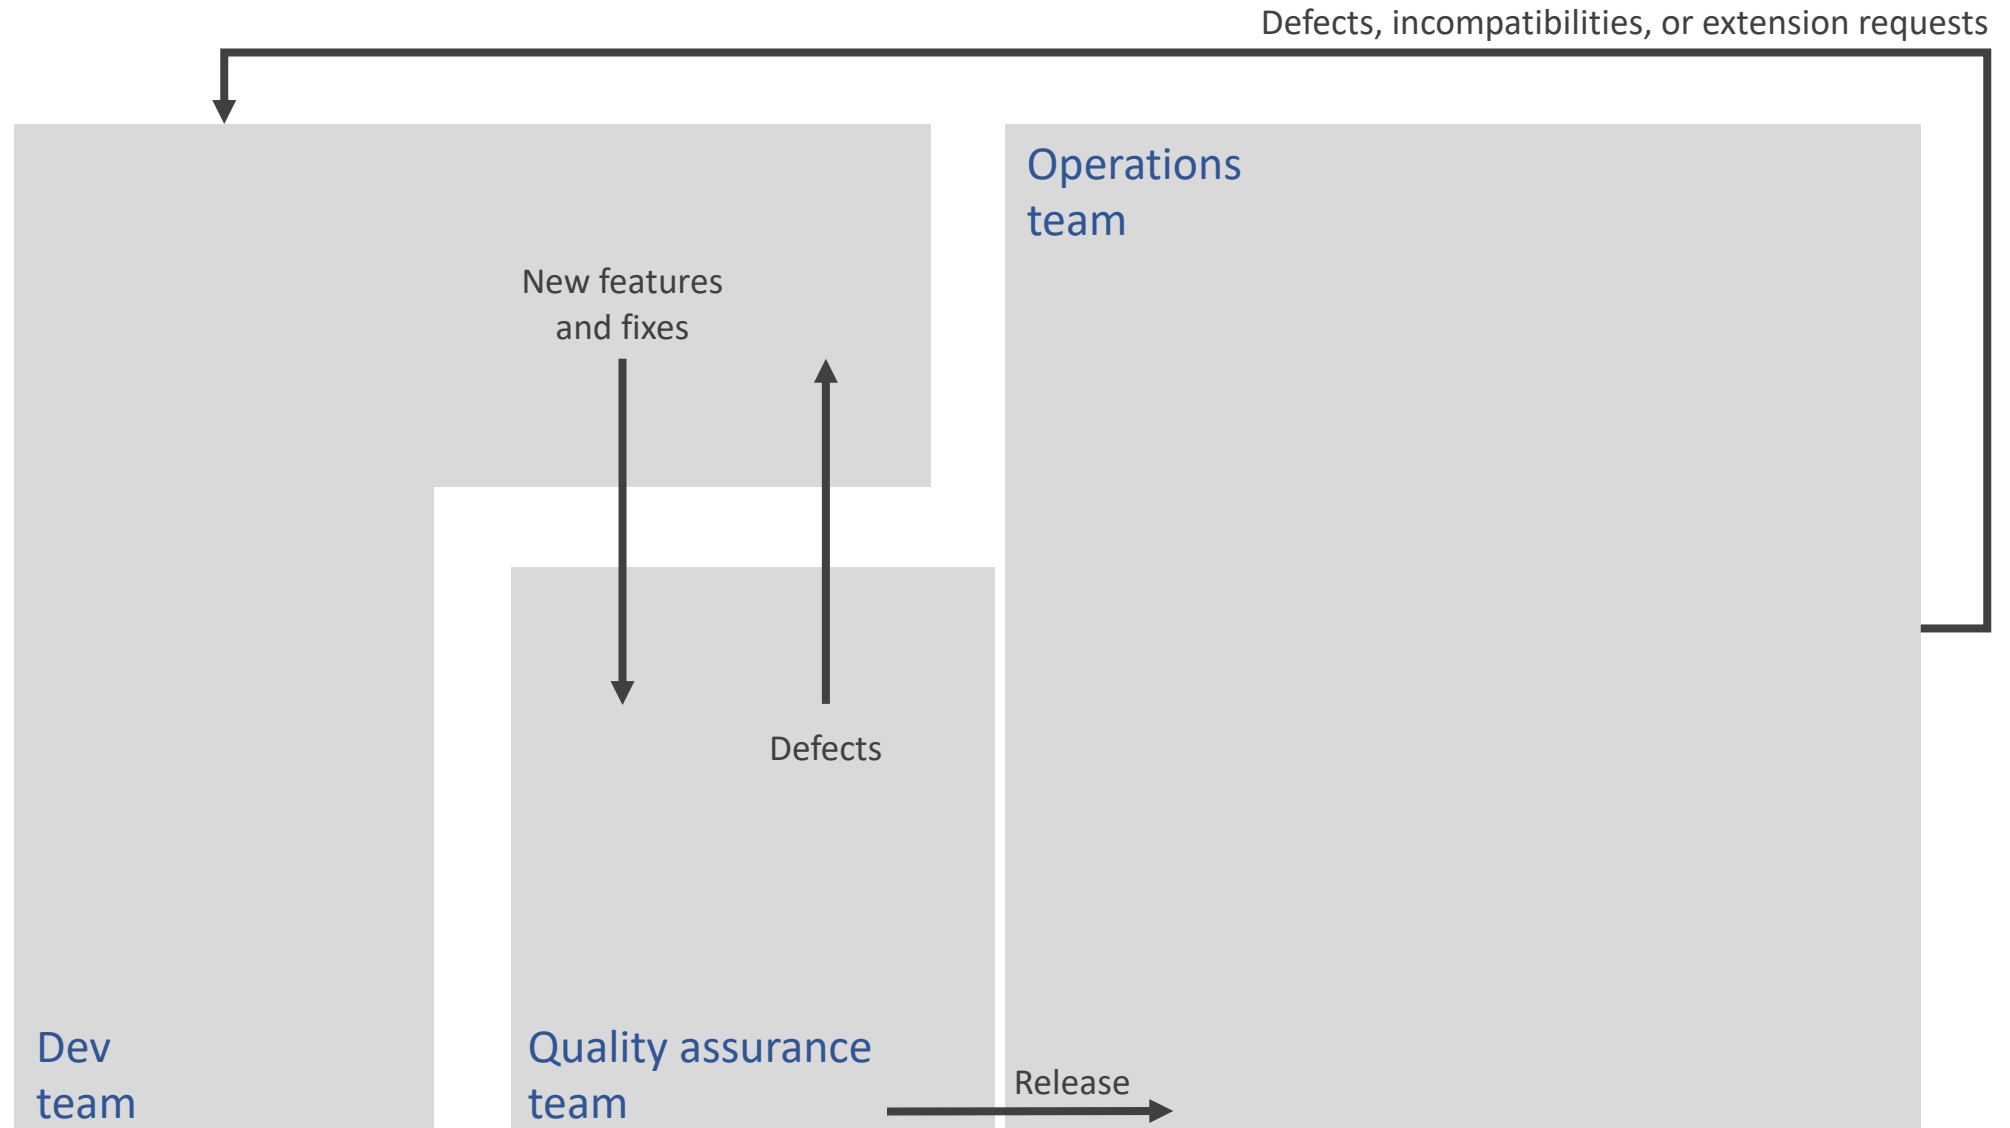 Defects, incompatibilities, or extension requests
Operations
team
New features
and fixes
Defects
Dev
team
Quality assurance
team
Release